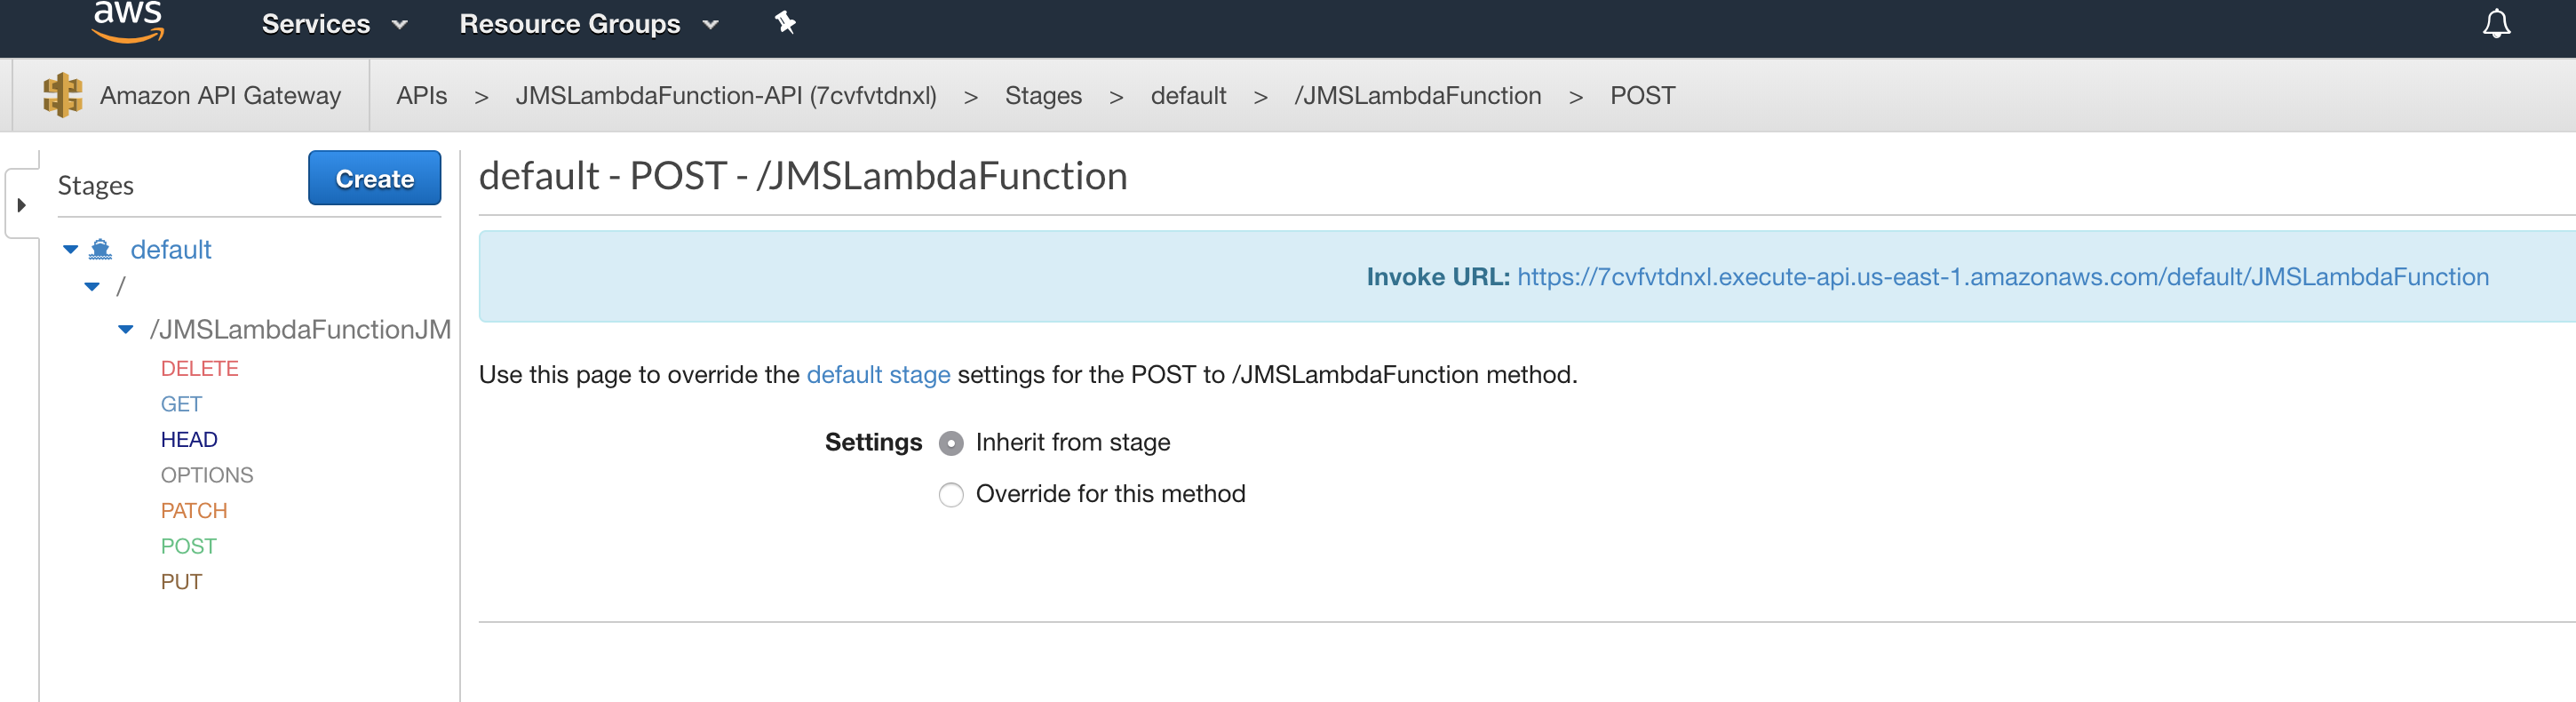 aws Services Resource Groups
Amazon API Gateway APIs > JMSLambdaFunction-API (7cvfvtdnxl) > Stages > default > /JMSLambdaFunction > POST
Stages Create
default
/
/JMSLambdaFunctionJM
DELETE
GET
HEAD
OPTIONS
PATCH
POST
PUT
default - POST - /JMSLambdaFunction
Invoke URL: https://7cvfvtdnxl.execute-api.us-east-1.amazonaws.com/default/JMSLambdaFunction
Use this page to override the default stage settings for the POST to /JMSLambdaFunction method.
Settings Inherit from stage
Override for this method